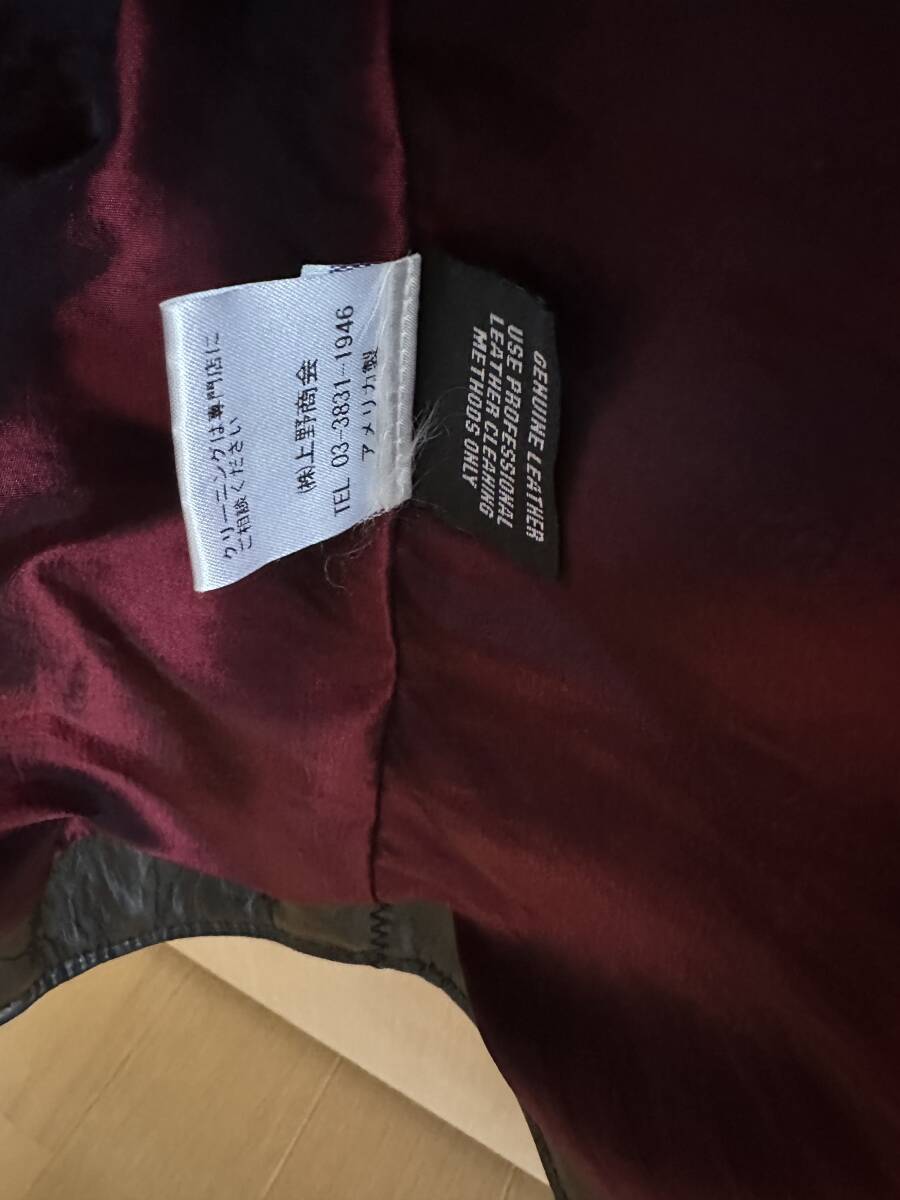 クリーニングは専門店に
ご相談ください
(株)上野商会
TEL 03-3831-1946
アメリカ製
GENUINE LEATHER
USE PROFESSIONAL
LEATHER CLEANING
METHODS ONLY